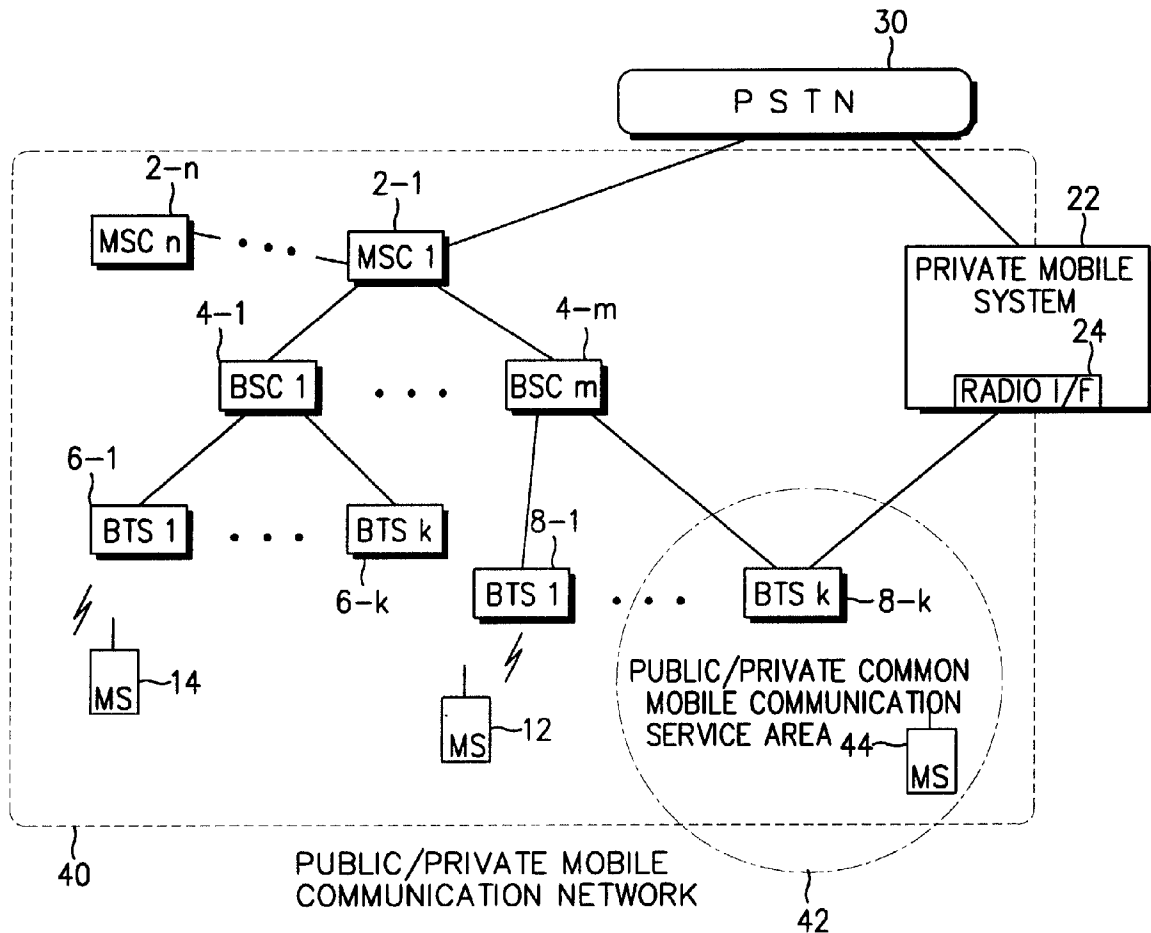 30
P S T N
2-n
2-1
22
MSC n
MSC 1
PRIVATE MOBILE
SYSTEM
4-1
4-m
24
BSC 1
BSC m
RADIO I/F
6-1
8-1
BTS 1
BTS k
6-k
BTS 1
BTS k
8-k
MS
14
MS
12
PUBLIC/PRIVATE COMMON
MOBILE COMMUNICATION
SERVICE AREA
44
MS
40
PUBLIC/PRIVATE MOBILE
COMMUNICATION NETWORK
42